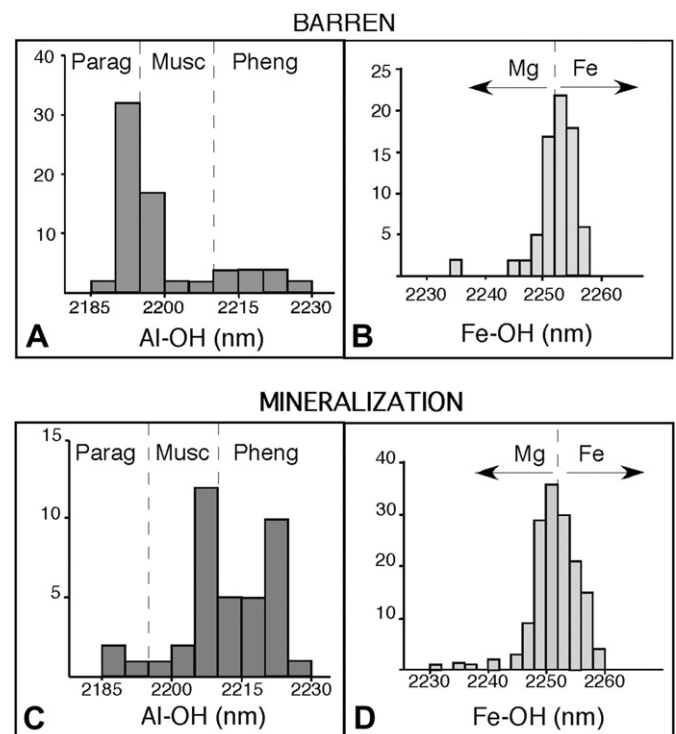 BARREN
40
30
20
10
Parag Musc Pheng
2185 2200 2215 2230
A Al-OH (nm)
25
20
15
10
5
Mg Fe
2230 2240 2250 2260
B Fe-OH (nm)
MINERALIZATION
15
10
5
Parag Musc Pheng
2185 2200 2215 2230
C Al-OH (nm)
40
30
20
10
Mg Fe
2230 2240 2250 2260
D Fe-OH (nm)